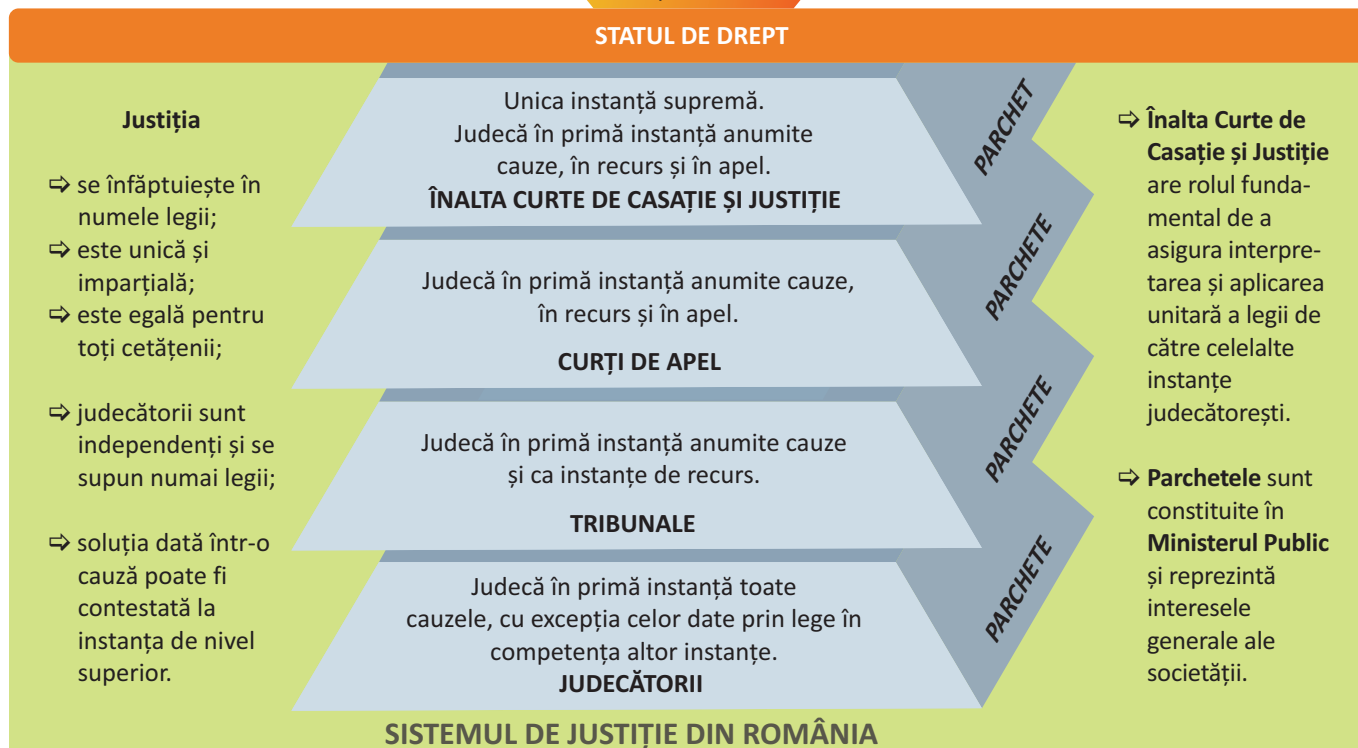 STATUL DE DREPT
Justiția
⇨ se înfăptuiește în
numele legii;
⇨ este unică și
imparțială;
⇨ este egală pentru
toți cetățenii;
⇨ judecătorii sunt
independenți și se
supun numai legii;
⇨ soluția dată într-o
cauză poate fi
contestată la
instanța de nivel
superior.
Unica instanță supremă.
Judecă în primă instanță anumite
cauze, în recurs și în apel.
ÎNALTA CURTE DE CASAȚIE ȘI JUSTIȚIE
PARCHET
Judecă în primă instanță anumite cauze,
în recurs și în apel.
CURȚI DE APEL
PARCHETE
Judecă în primă instanță anumite cauze
și ca instanțe de recurs.
TRIBUNALE
PARCHETE
Judecă în primă instanță toate
cauzele, cu excepția celor date prin lege în
competența altor instanțe.
JUDECĂTORII
PARCHETE
⇨ Înalta Curte de
Casație și Justiție
are rolul funda-
mental de a
asigura interpre-
tarea și aplicarea
unitară a legii de
către celelalte
instanțe
judecătorești.
⇨ Parchetele sunt
constituite în
Ministerul Public
și reprezintă
interesele
generale ale
societății.
SISTEMUL DE JUSTIȚIE DIN ROMÂNIA